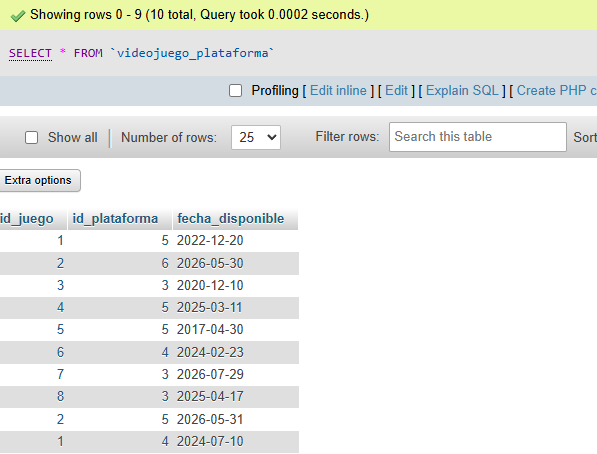 Showing rows 0 - 9 (10 total, Query took 0.0002 seconds.)
SELECT * FROM `videojuego_plataforma`
Profiling [ Edit inline ] [ Edit ] [ Explain SQL ] [ Create PHP c
Show all | Number of rows: 25 Filter rows: Search this table Sort
Extra options
id_juego id_plataforma fecha_disponible
1 5 2022-12-20
2 6 2026-05-30
3 3 2020-12-10
4 5 2025-03-11
5 5 2017-04-30
6 4 2024-02-23
7 3 2026-07-29
8 3 2025-04-17
2 5 2026-05-31
1 4 2024-07-10